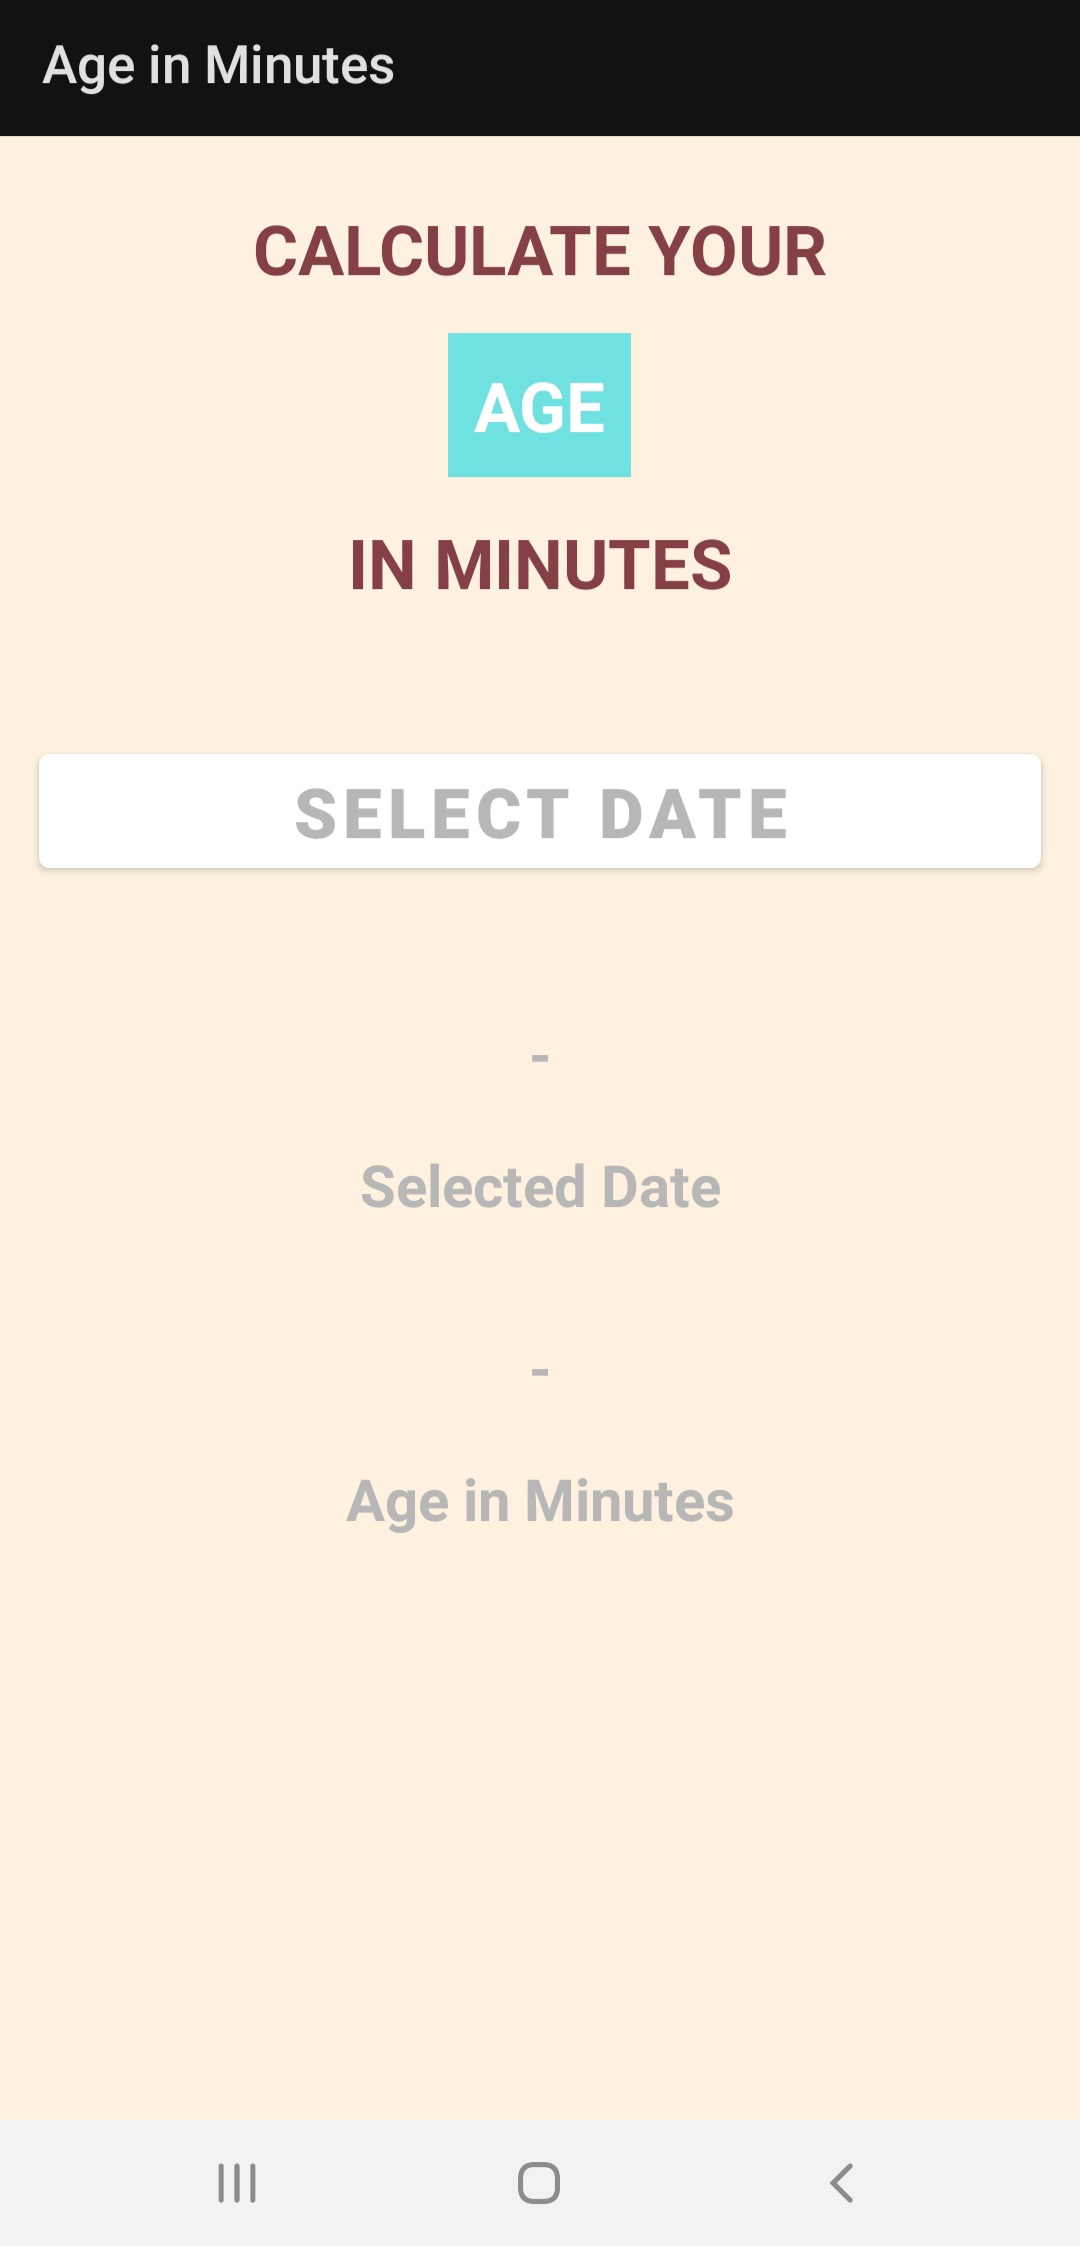 Age in Minutes
CALCULATE YOUR
AGE
IN MINUTES
SELECT DATE
-
Selected Date
-
Age in Minutes